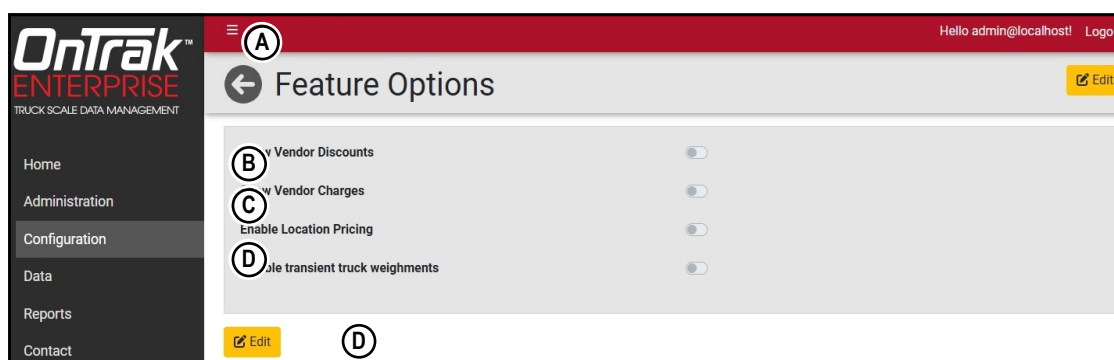 OnTrak™
ENTERPRISE
TRUCK SCALE DATA MANAGEMENT
Home
Administration
Configuration
Data
Reports
Contact
A
Hello admin@localhost! Logo
Feature Options
Edit
B Vendor Discounts
C Vendor Charges
Enable Location Pricing
D transient truck weighments
Edit
D